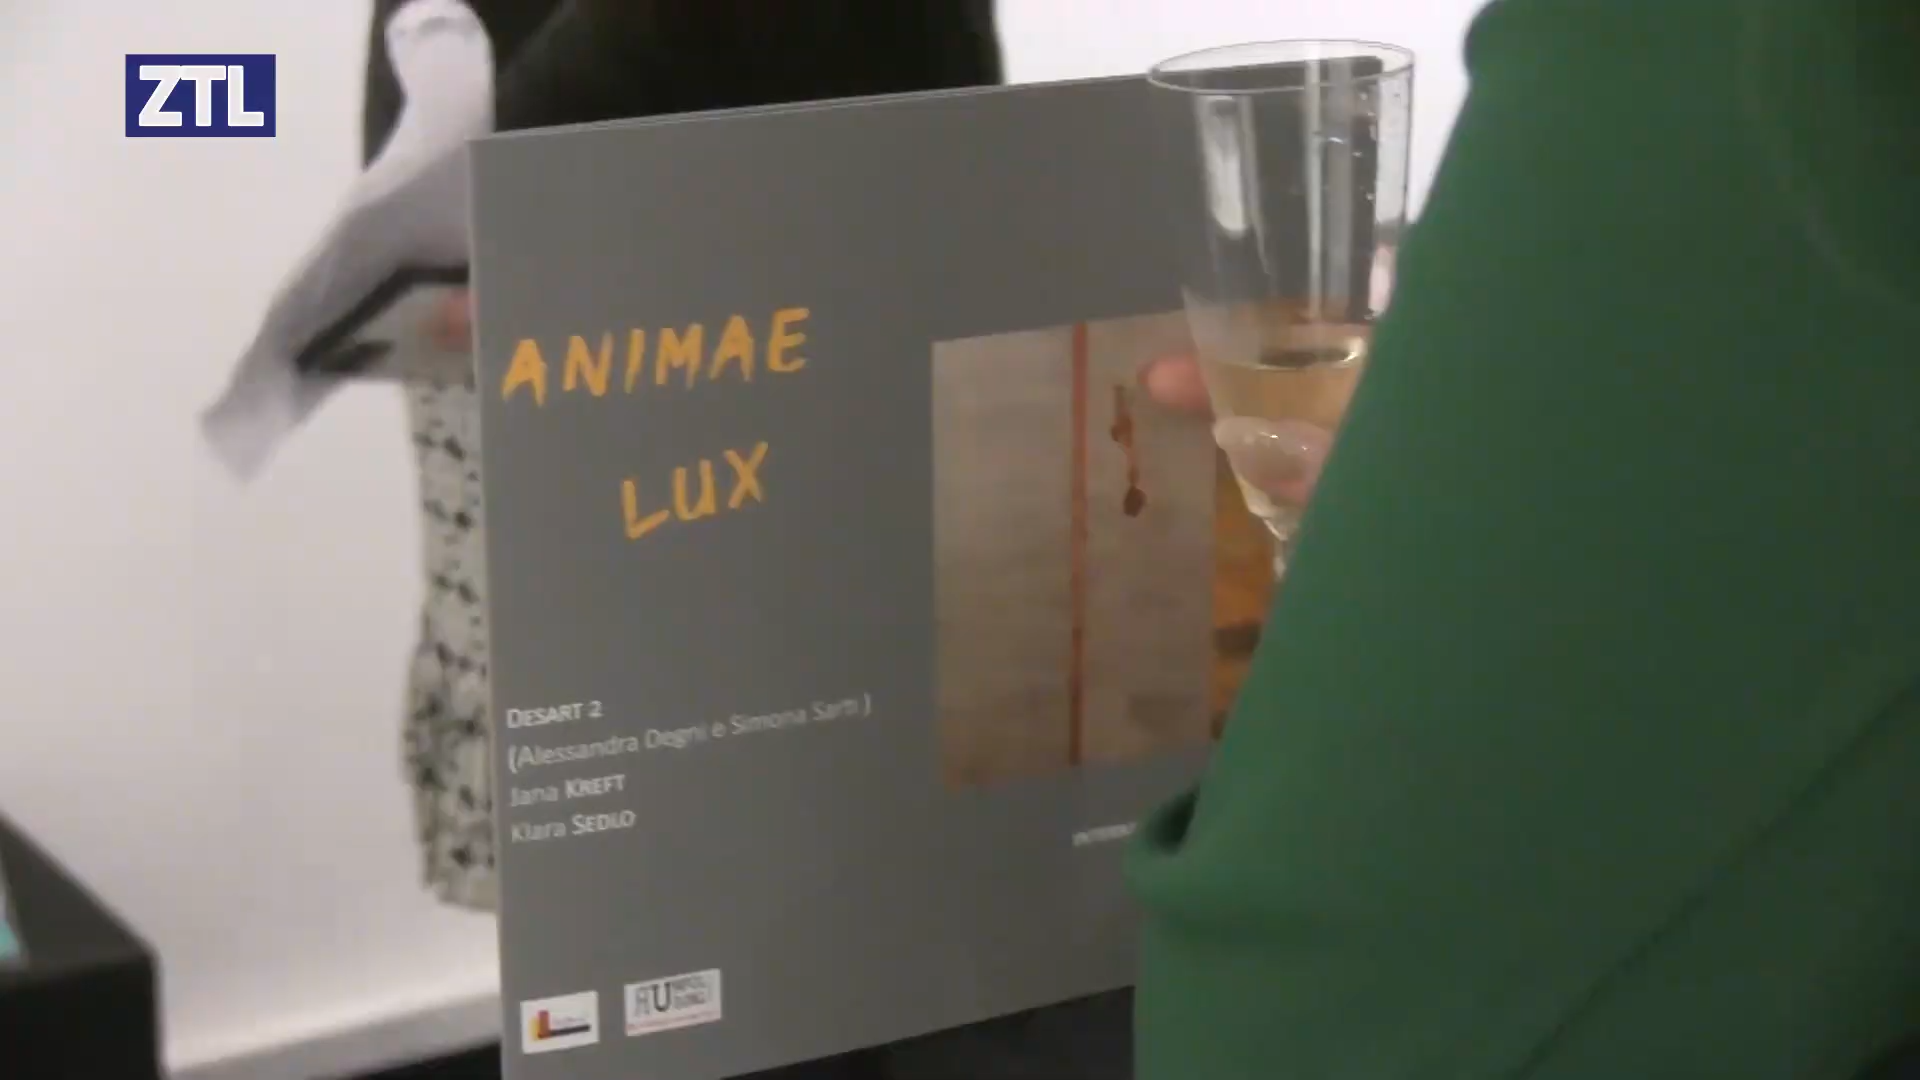 ZTL
ANIMAE
LUX
DESART 2
(Alessandra Degni e Simona Sarti )
Jana KREFT
Klara SEDLO